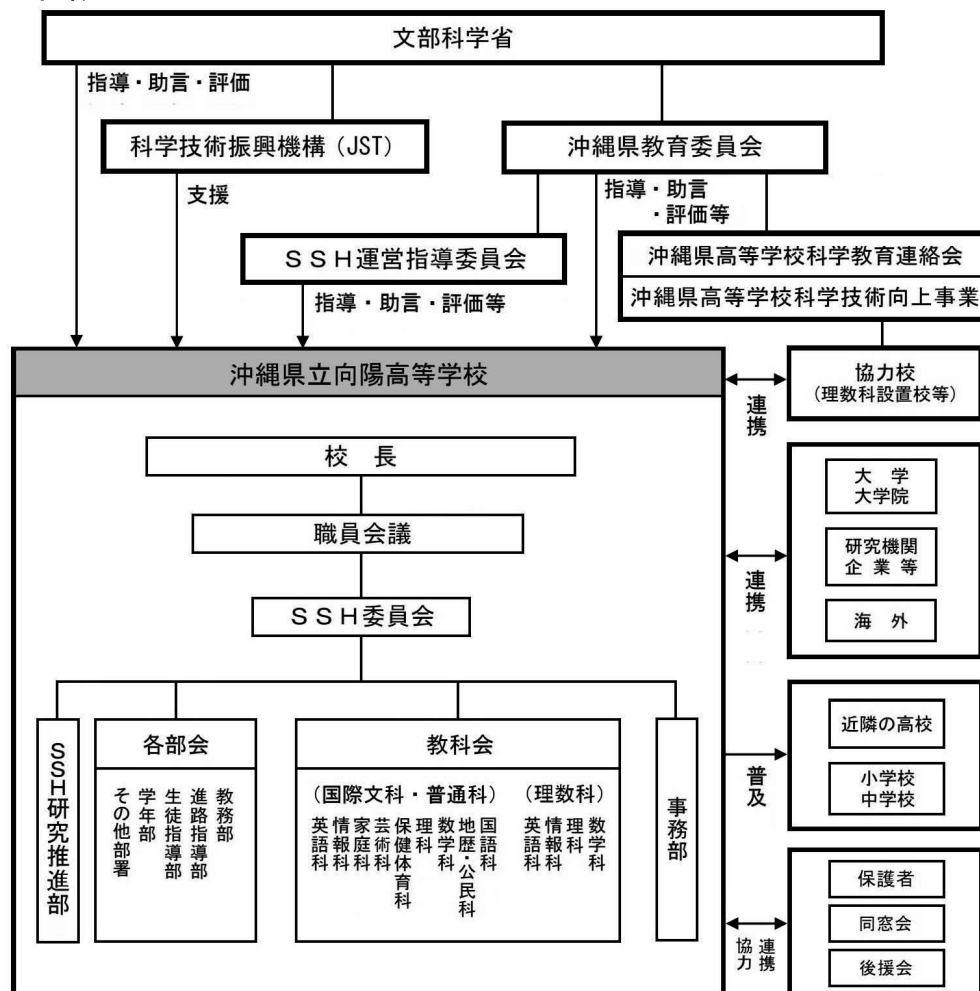 文部科学省
指導・助言・評価
科学技術振興機構（JST）
沖縄県教育委員会
支援
指導・助言
・評価等
ＳＳＨ運営指導委員会
沖縄県高等学校科学教育連絡会
指導・助言・評価等
沖縄県高等学校科学技術向上事業
沖縄県立向陽高等学校
協力校
（理数科設置校等）
連携
校　長
職員会議
ＳＳＨ委員会
大　学
大学院
研究機関
企 業 等
海　外
連携
SSH研究推進部
各部会
教務部
進路指導部
生徒指導部
学年部
その他部署
教科会
（国際文科・普通科）
国語科
地歴・公民科
数学科
理科
保健体育科
芸術科
家庭科
情報科
英語科
（理数科）
数学科
理科
情報科
英語科
事務部
普及
近隣の高校
小学校
中学校
連携
協力
保護者
同窓会
後援会